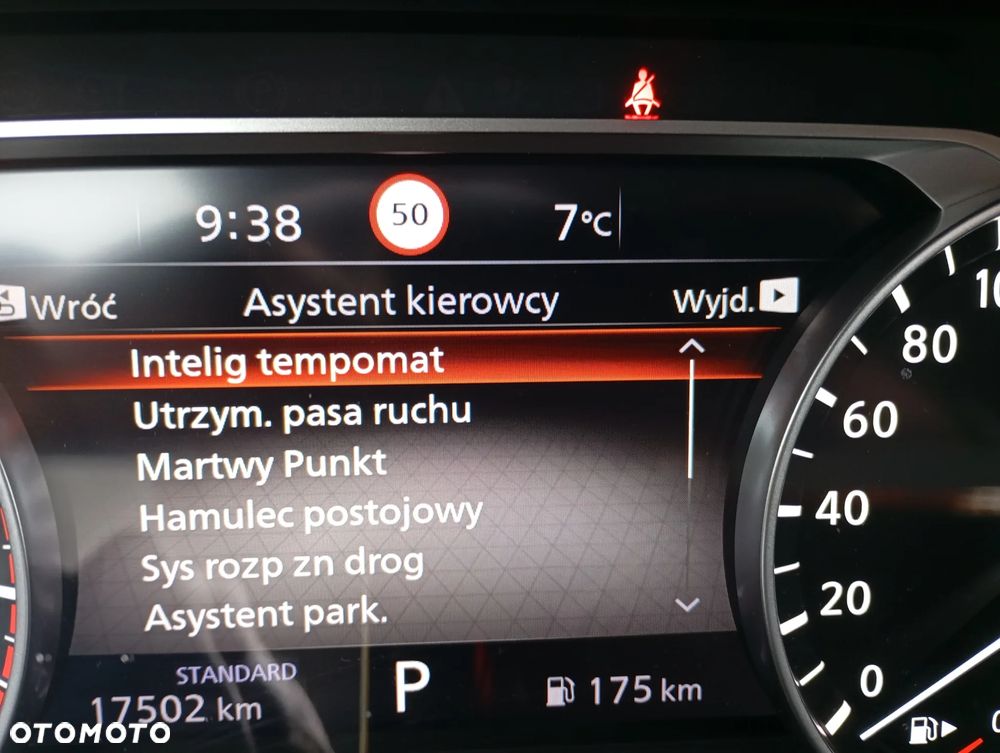 9:38 50 7°C
Wróć Asystent kierowcy Wyjd.
Intelig tempomat
Utrzym. pasa ruchu
Martwy Punkt
Hamulec postojowy
Sys rozp zn drog
Asystent park.
STANDARD
17502 km P 175 km
80
60
40
20
0
OTOMOTO